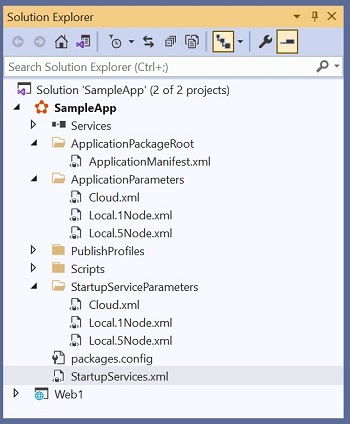 Solution Explorer
Search Solution Explorer (Ctrl+;)
Solution 'SampleApp' (2 of 2 projects)
SampleApp
Services
ApplicationPackageRoot
ApplicationManifest.xml
ApplicationParameters
Cloud.xml
Local.1Node.xml
Local.5Node.xml
PublishProfiles
Scripts
StartupServiceParameters
Cloud.xml
Local.1Node.xml
Local.5Node.xml
packages.config
StartupServices.xml
Web1